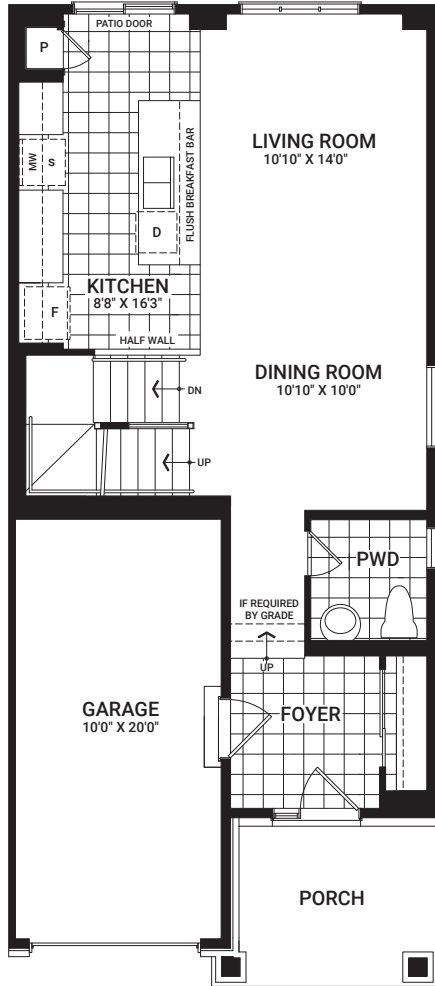 PATIO DOOR
P
LIVING ROOM
10'10" X 14'0"
MW
S
FLUSH BREAKFAST BAR
D
KITCHEN
8'8" X 16'3"
F
HALF WALL
DINING ROOM
10'10" X 10'0"
DN
UP
PWD
IF REQUIRED
BY GRADE
UP
GARAGE
10'0" X 20'0"
FOYER
PORCH